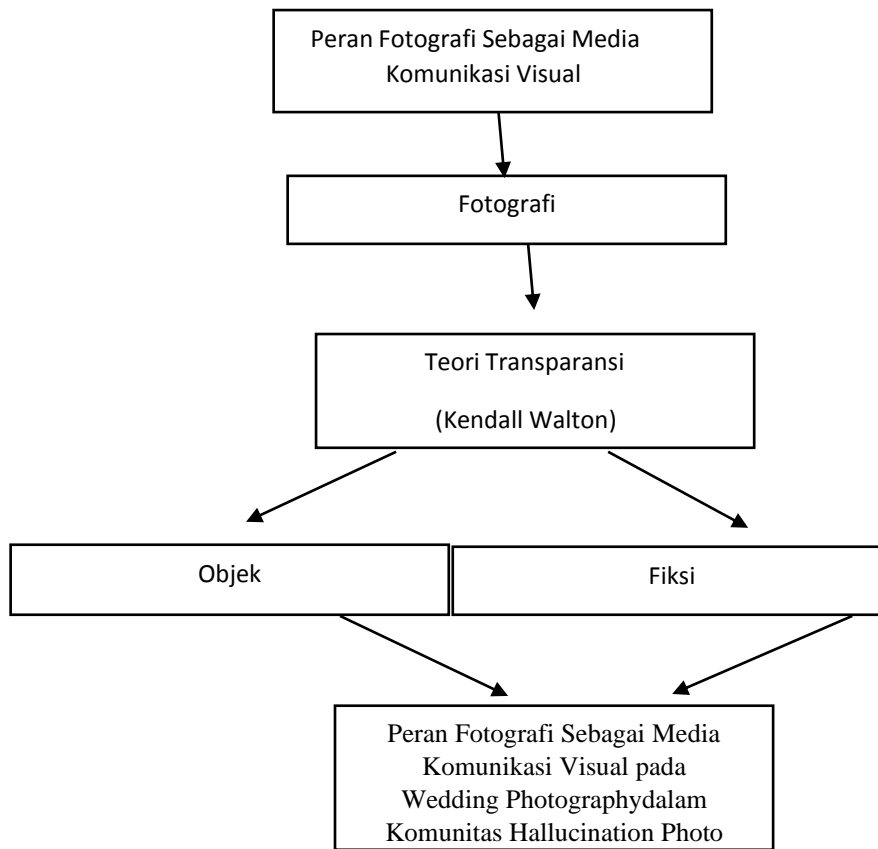 Peran Fotografi Sebagai Media
Komunikasi Visual
Fotografi
Teori Transparansi
(Kendall Walton)
Objek
Fiksi
Peran Fotografi Sebagai Media
Komunikasi Visual pada
Wedding Photographydalam
Komunitas Hallucination Photo